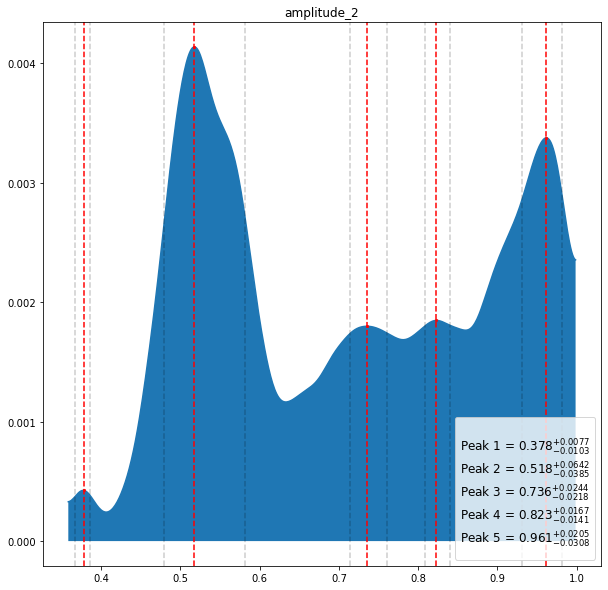 amplitude_2
0.004
0.003
0.002
0.001
0.000
Peak 1 = 0.378+0.0077 −0.0103
Peak 2 = 0.518+0.0642 −0.0385
Peak 3 = 0.736+0.0244 −0.0218
Peak 4 = 0.823+0.0167 −0.0141
Peak 5 = 0.961+0.0205 −0.0308
0.4 0.5 0.6 0.7 0.8 0.9 1.0